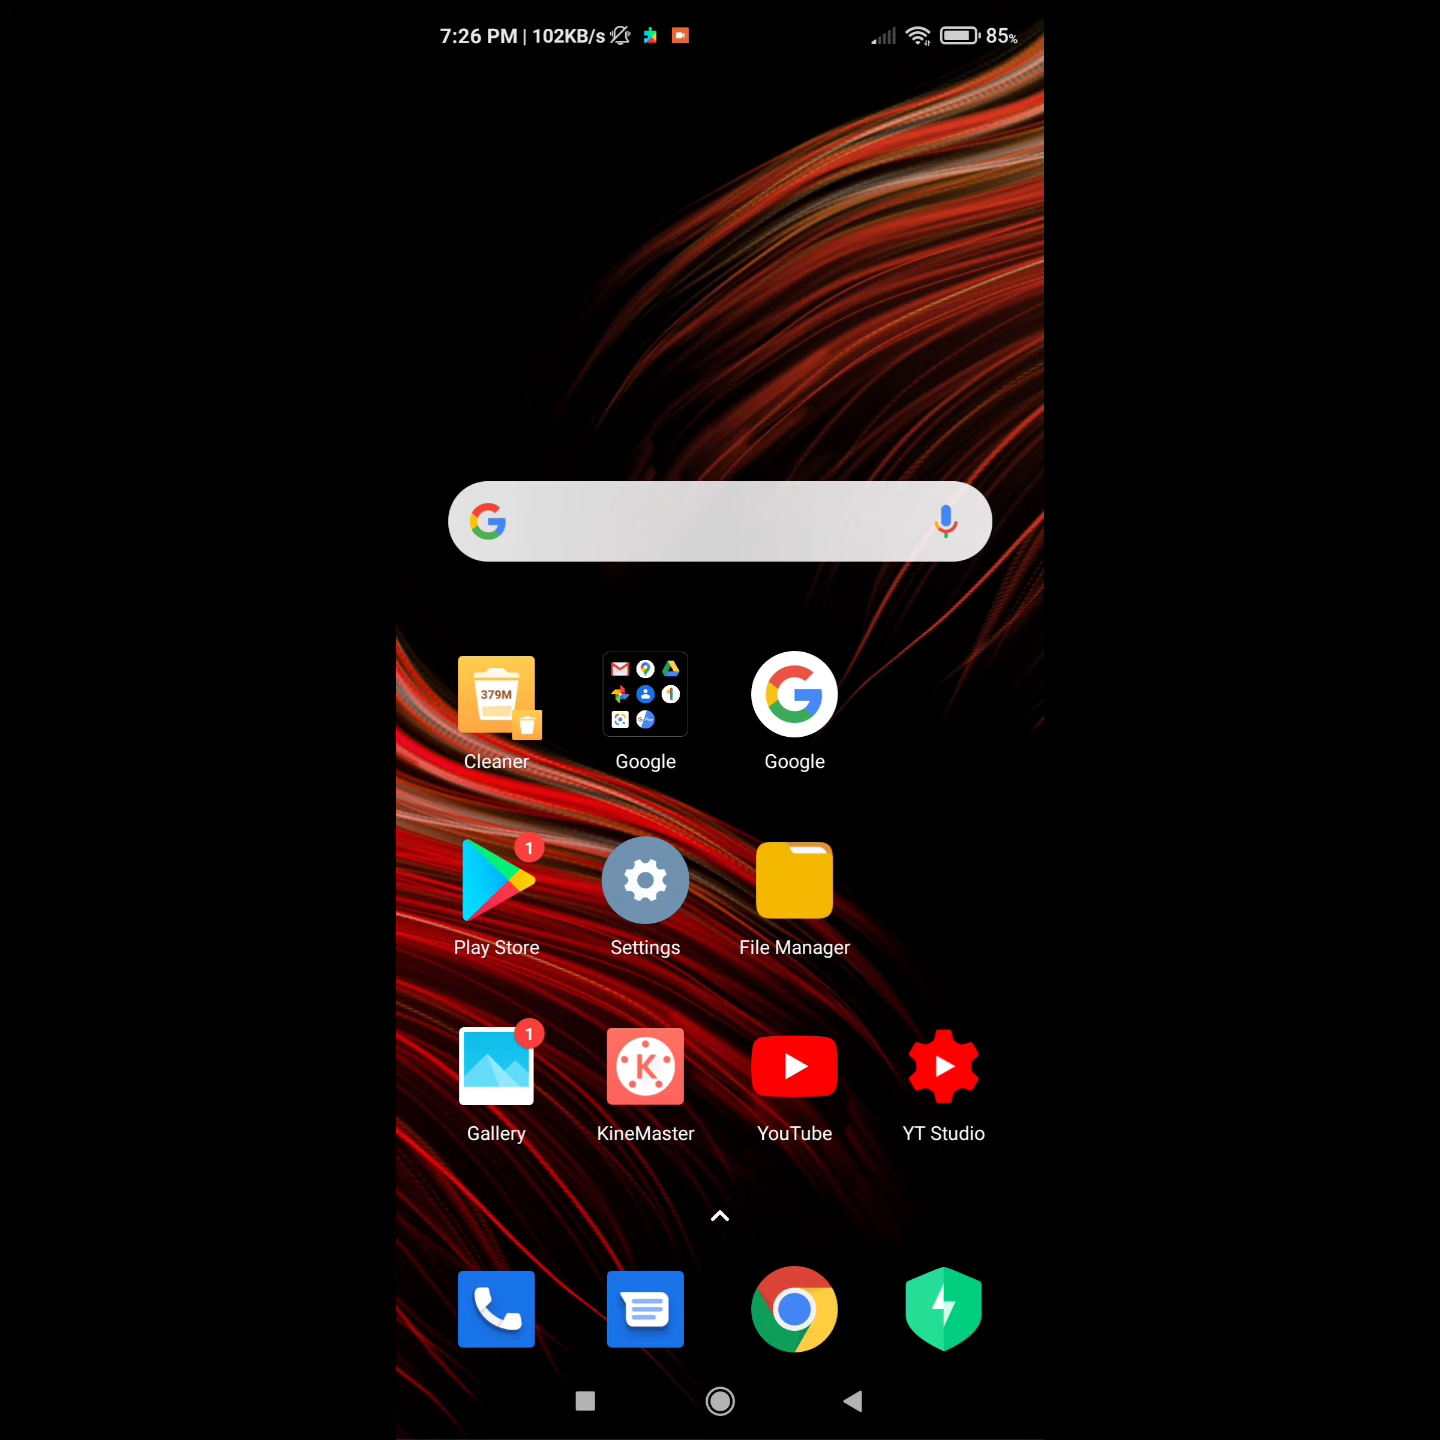 7:26 PM | 102KB/s 85%
379M
Cleaner Google Google
1
Play Store Settings File Manager
1
K
Gallery KineMaster YouTube YT Studio